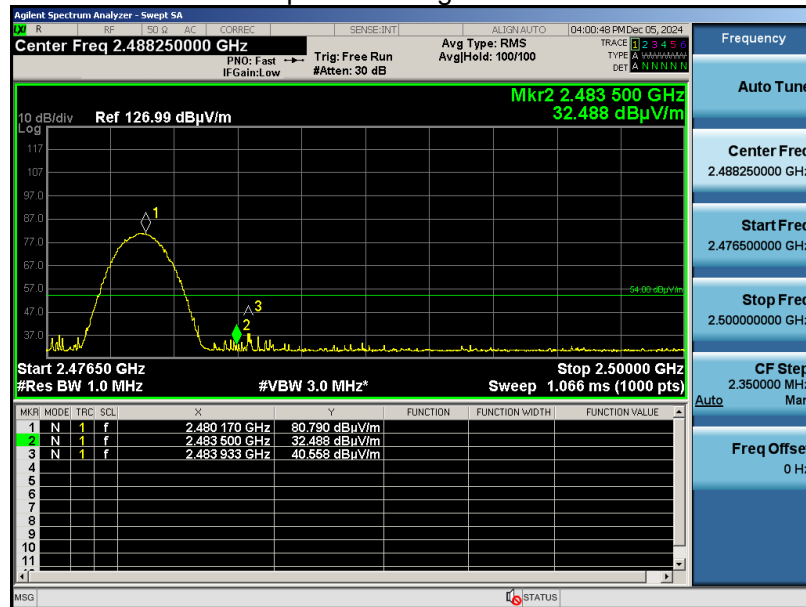 Agilent Spectrum Analyzer - Swept SA
LXI R RF 50 Ω AC CORREC SENSE:INT ALIGN AUTO 04:00:48 PM Dec 05, 2024
Center Freq 2.488250000 GHz
PNO: Fast
IFGain:Low
Trig: Free Run
#Atten: 30 dB
Avg Type: RMS
Avg|Hold: 100/100
TRACE 1 2 3 4 5 6
TYPE A WWWWW
DET A N N N N N
Mkr2 2.483 500 GHz
32.488 dBµV/m
10 dB/div Ref 126.99 dBµV/m
Log
117
107
97.0
87.0
77.0
67.0
57.0
47.0
37.0
1
2
3
54.00 dBµV/m
Start 2.47650 GHz Stop 2.50000 GHz
#Res BW 1.0 MHz #VBW 3.0 MHz* Sweep 1.066 ms (1000 pts)
MKR MODE TRC SCL X Y FUNCTION FUNCTION WIDTH FUNCTION VALUE
1 N 1 f 2.480 170 GHz 80.790 dBµV/m
2 N 1 f 2.483 500 GHz 32.488 dBµV/m
3 N 1 f 2.483 933 GHz 40.558 dBµV/m
4
5
6
7
8
9
10
11
MSG STATUS
Frequency
Auto Tune
Center Freq
2.488250000 GHz
Start Freq
2.476500000 GHz
Stop Freq
2.500000000 GHz
CF Step
2.350000 MHz
Auto Man
Freq Offset
0 Hz